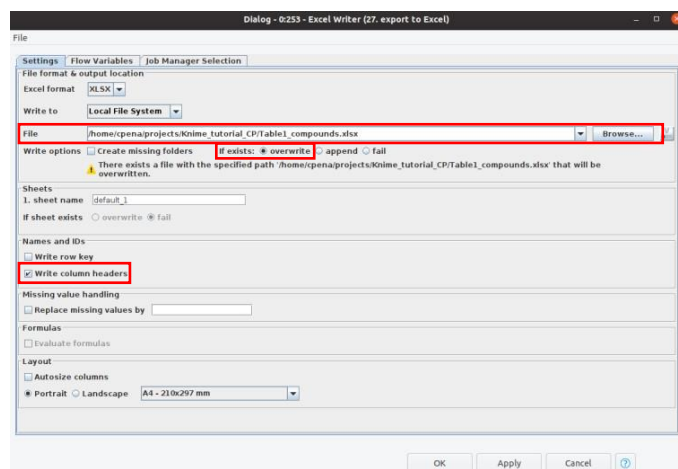 Dialog - 0:253 - Excel Writer (27. export to Excel)
File
Settings Flow Variables Job Manager Selection
File format & output location
Excel format XLSX
Write to Local File System
File /home/cpena/projects/Knime_tutorial_CP/Table1_compounds.xlsx Browse...
Write options Create missing folders If exists: overwrite append fail
There exists a file with the specified path '/home/cpena/projects/Knime_tutorial_CP/Table1_compounds.xlsx' that will be
overwritten.
Sheets
1. sheet name default_1
If sheet exists overwrite fail
Names and IDs
Write row key
Write column headers
Missing value handling
Replace missing values by
Formulas
Evaluate formulas
Layout
Autosize columns
Portrait Landscape A4 - 210x297 mm
OK Apply Cancel ?